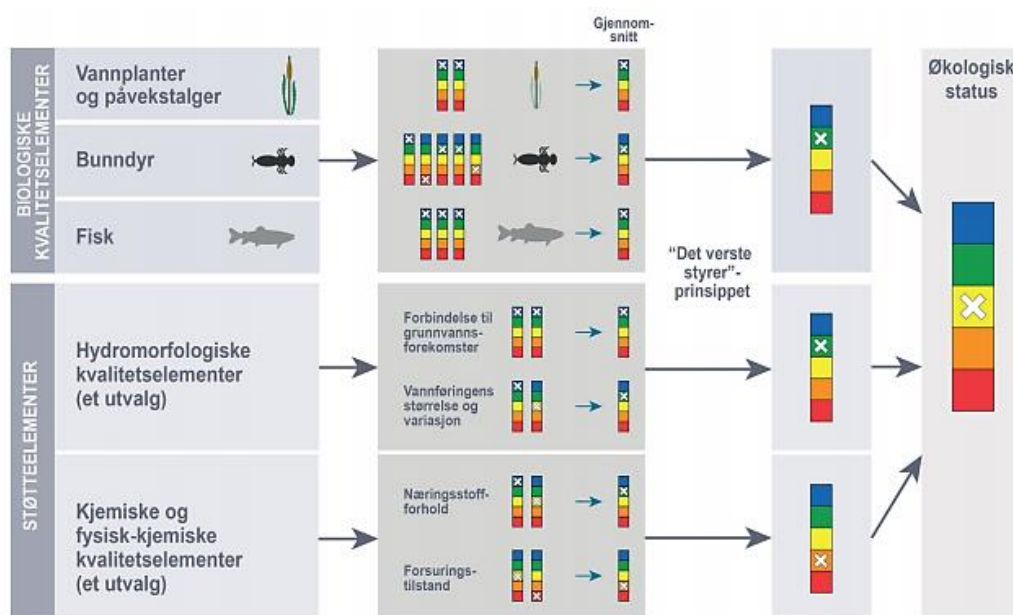 Gjennom-
snitt
BIOLOGISKE
KVALITETSELEMENTER
Vannplanter
og påvekstalger
Bunndyr
Fisk
"Det verste
styrer"-
prinsippet
Økologisk
status
STØTTEELEMENTER
Hydromorfologiske
kvalitetselementer
(et utvalg)
Forbindelse til
grunnvanns-
forekomster
Vannføringens
størrelse og
variasjon
Kjemiske og
fysisk-kjemiske
kvalitetselementer
(et utvalg)
Næringsstoff-
forhold
Forsurings-
tilstand